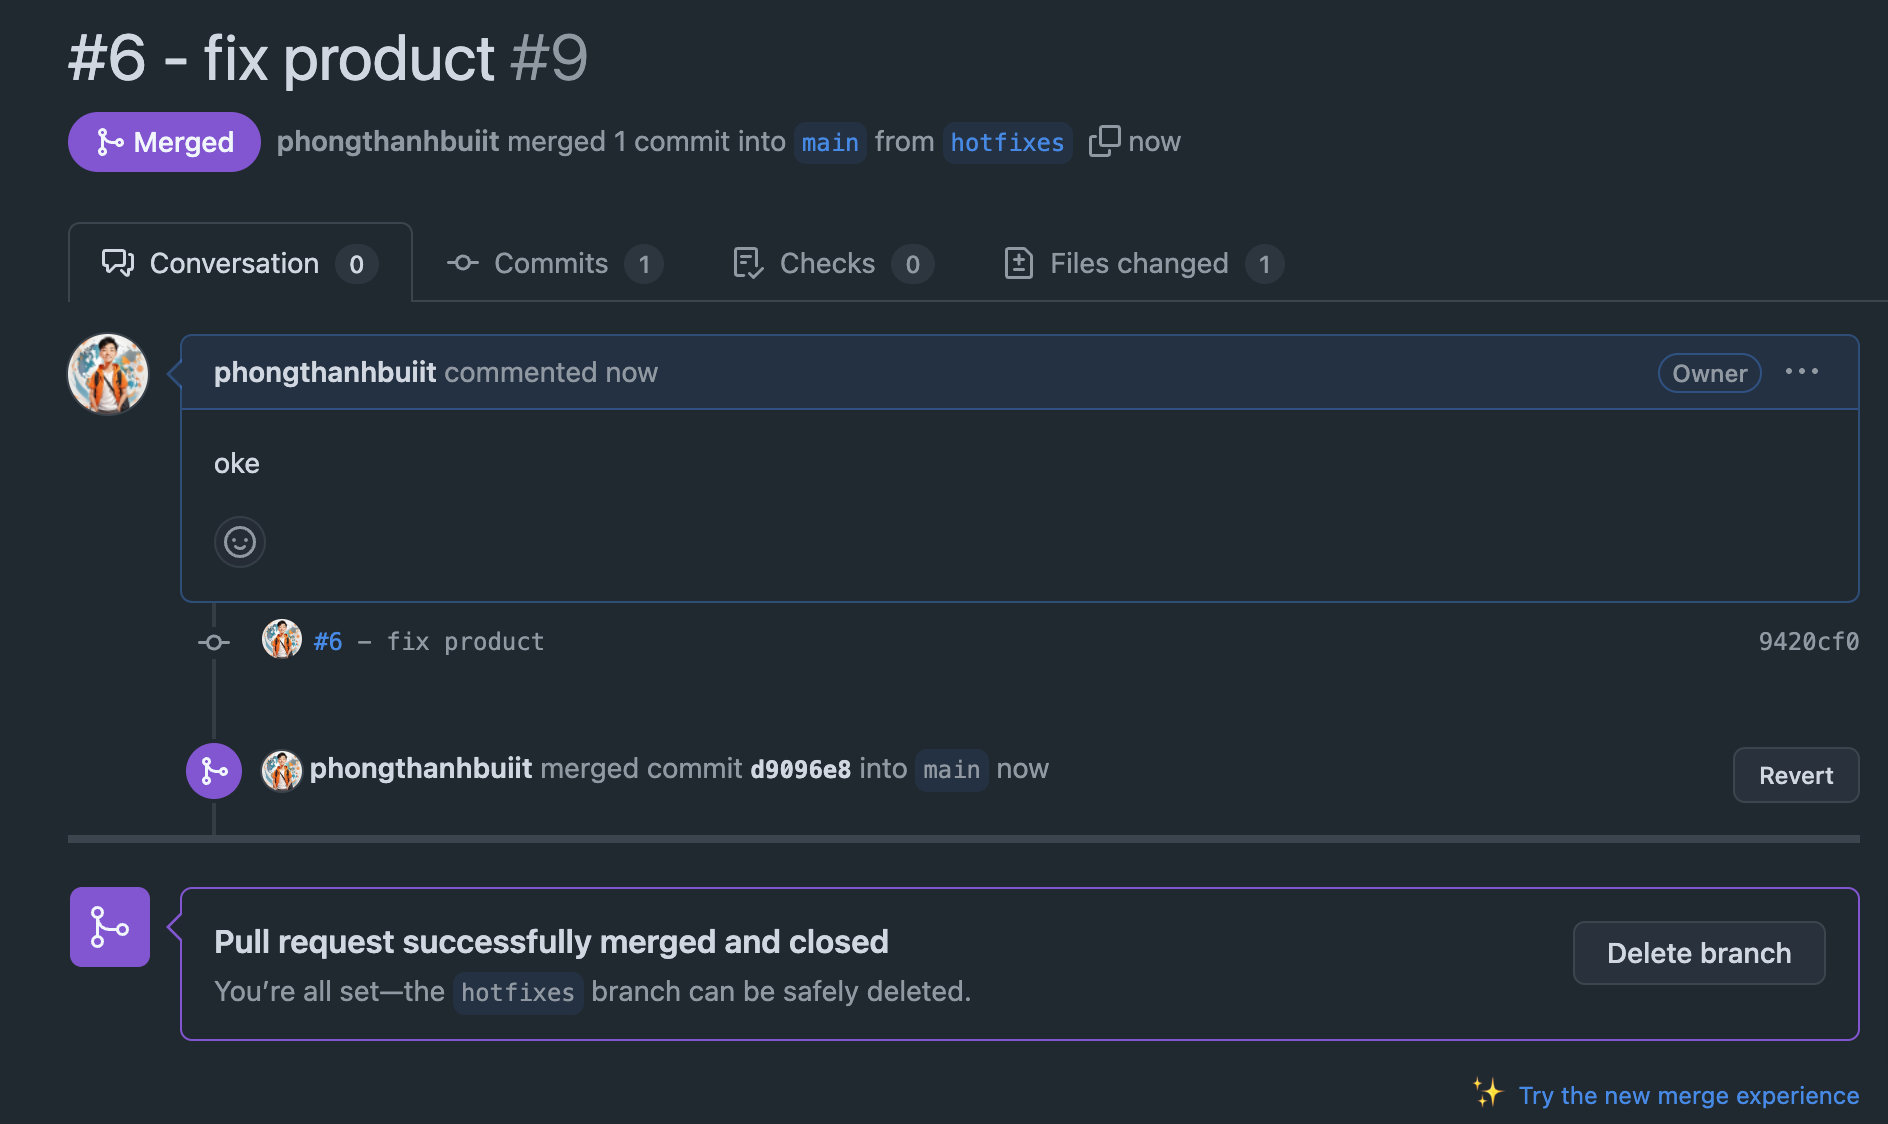 #6 - fix product #9
Merged phongthanhbuiit merged 1 commit into main from hotfixes now
Conversation 0 Commits 1 Checks 0 Files changed 1
phongthanhbuiit commented now Owner
oke
#6 - fix product 9420cf0
phongthanhbuiit merged commit d9096e8 into main now Revert
Pull request successfully merged and closed
You’re all set—the hotfixes branch can be safely deleted. Delete branch
Try the new merge experience